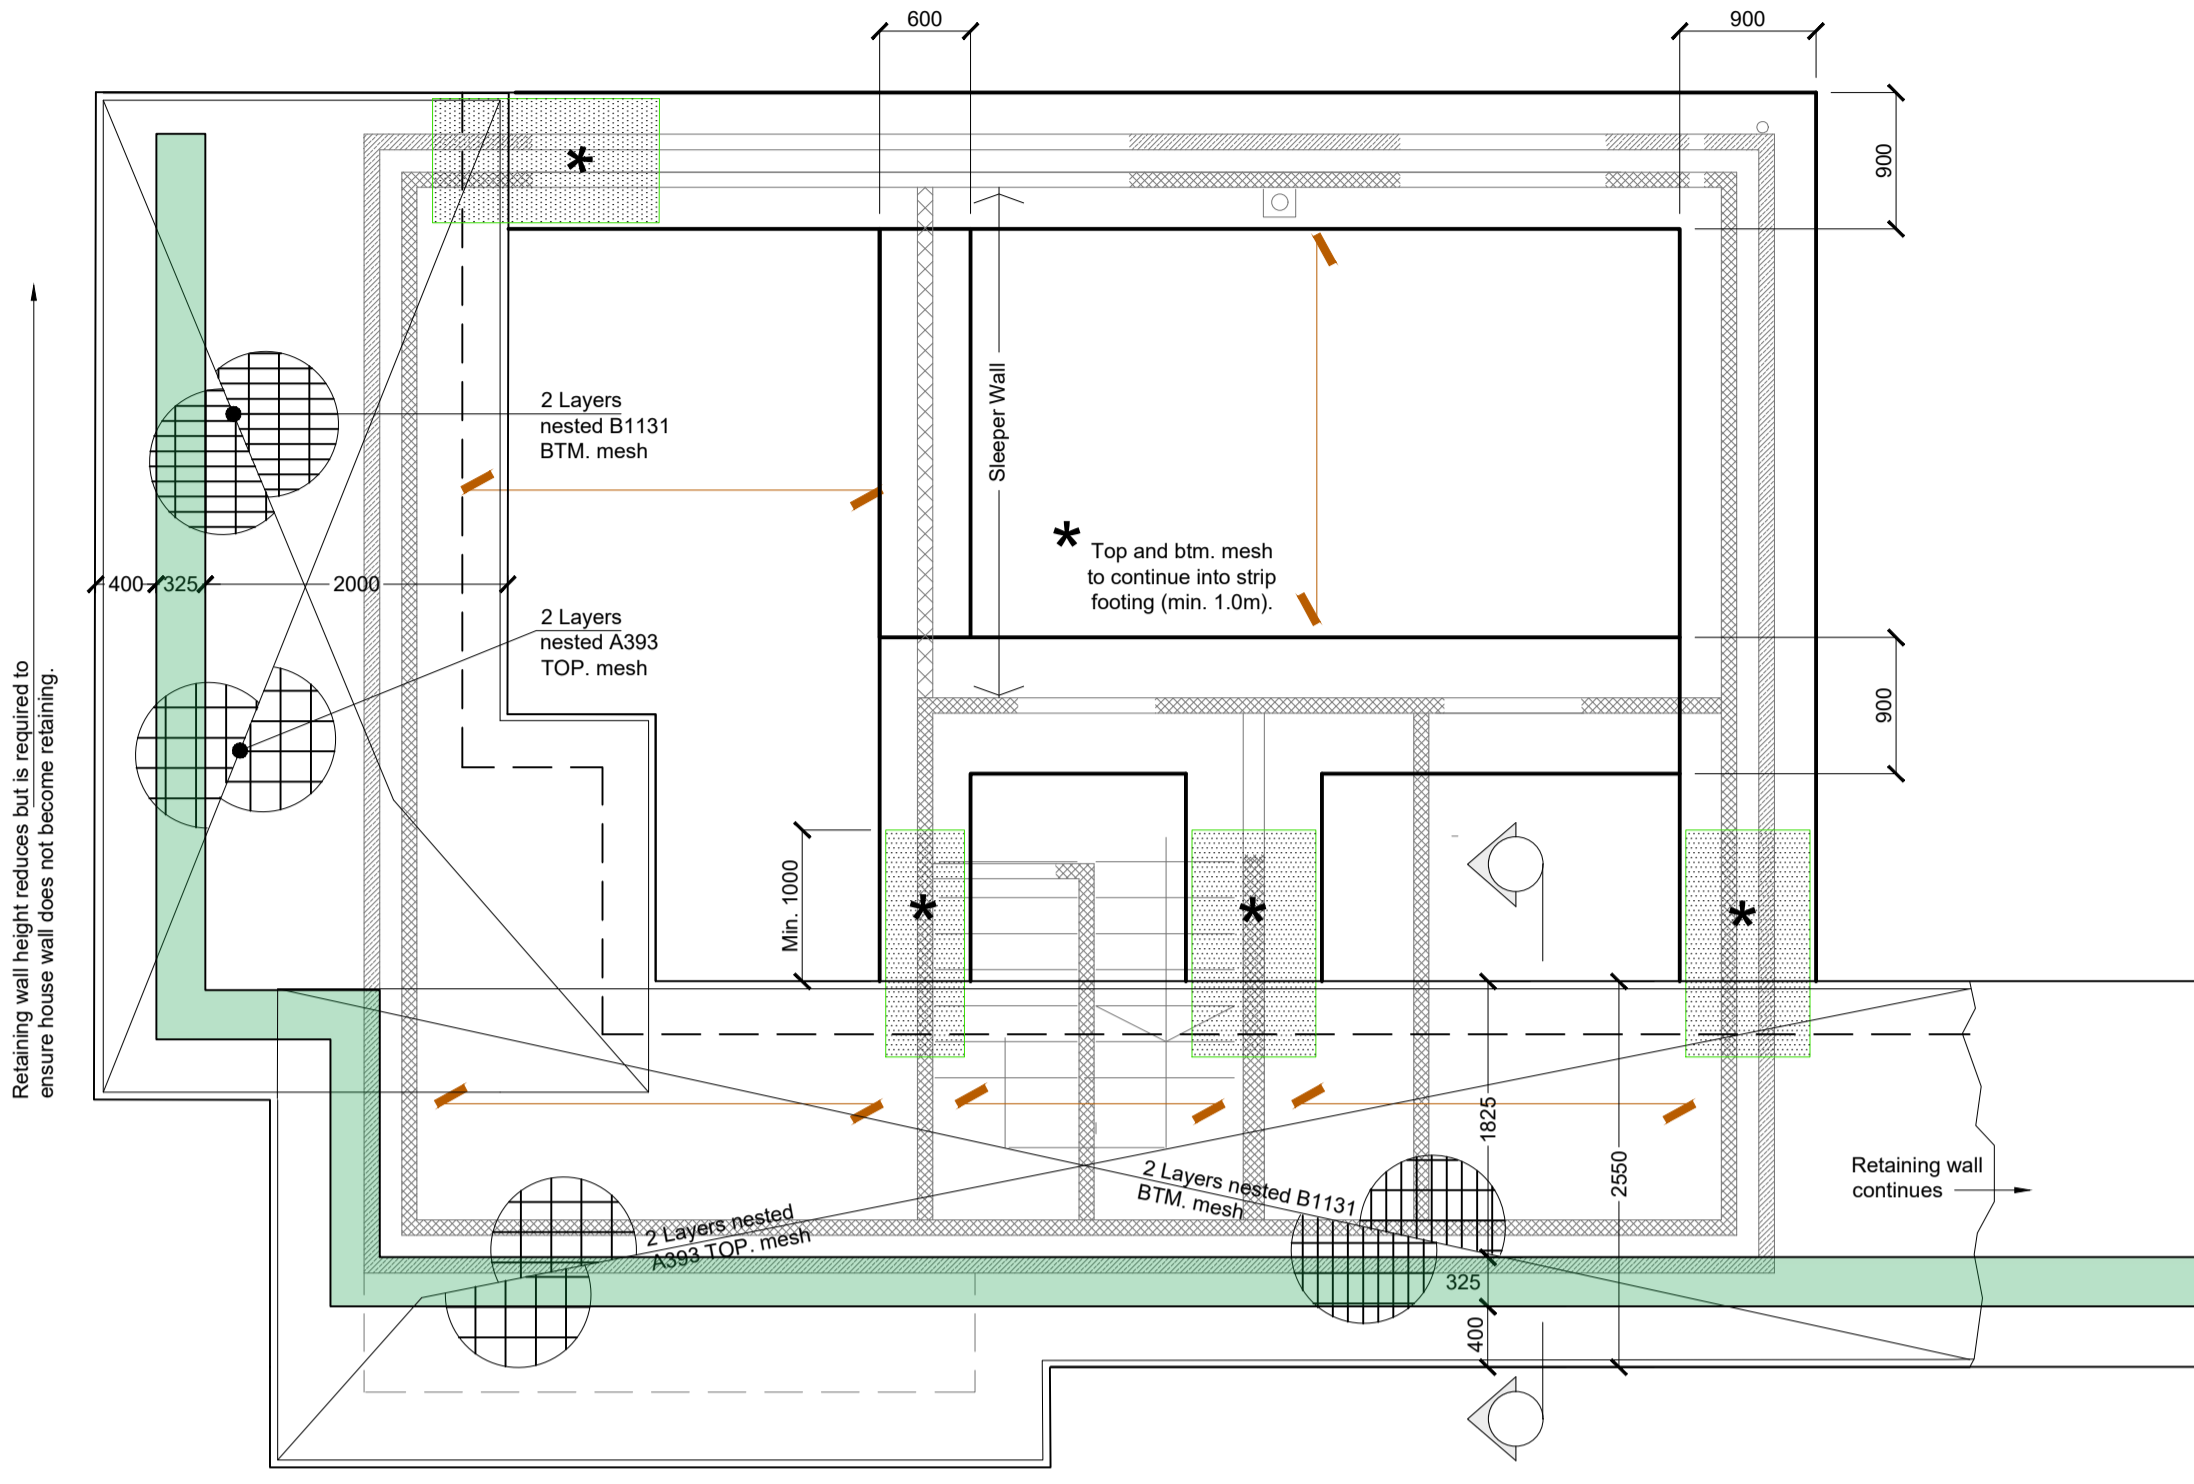 600
900
900
2 Layers
nested B1131
BTM. mesh
Sleeper Wall
* Top and btm. mesh
to continue into strip
footing (min. 1.0m).
400
325
2000
2 Layers
nested A393
TOP. mesh
Retaining wall height reduces but is required to
ensure house wall does not become retaining.
900
Min. 1000
*
*
*
*
1825
2550
2 Layers nested B1131
BTM. mesh
2 Layers nested
A393 TOP. mesh
Retaining wall
continues
325
400